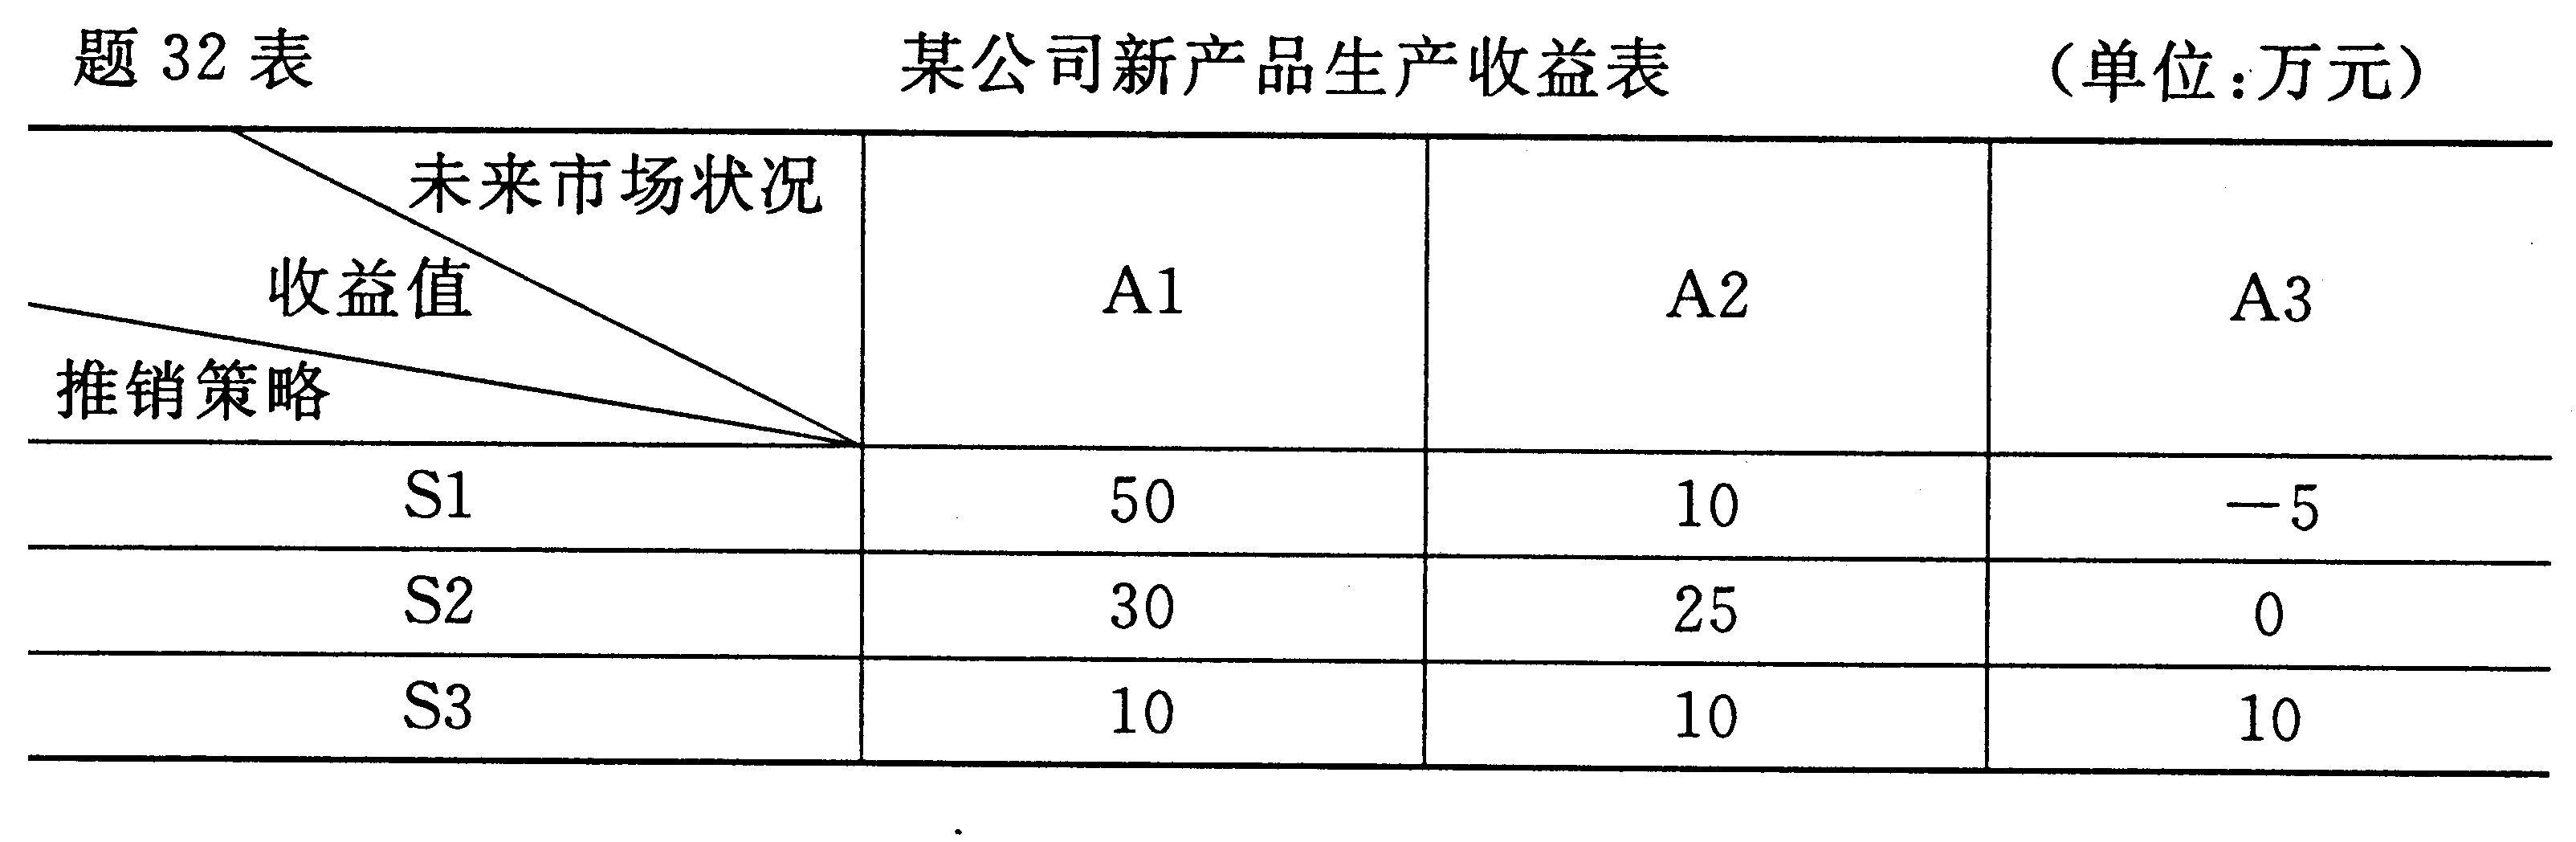 题 32 表 某公司新产品生产收益表 (单位:万元)
未来市场状况
收益值
推销策略
A1 A2 A3
S1 50 10 －5
S2 30 25 0
S3 10 10 10